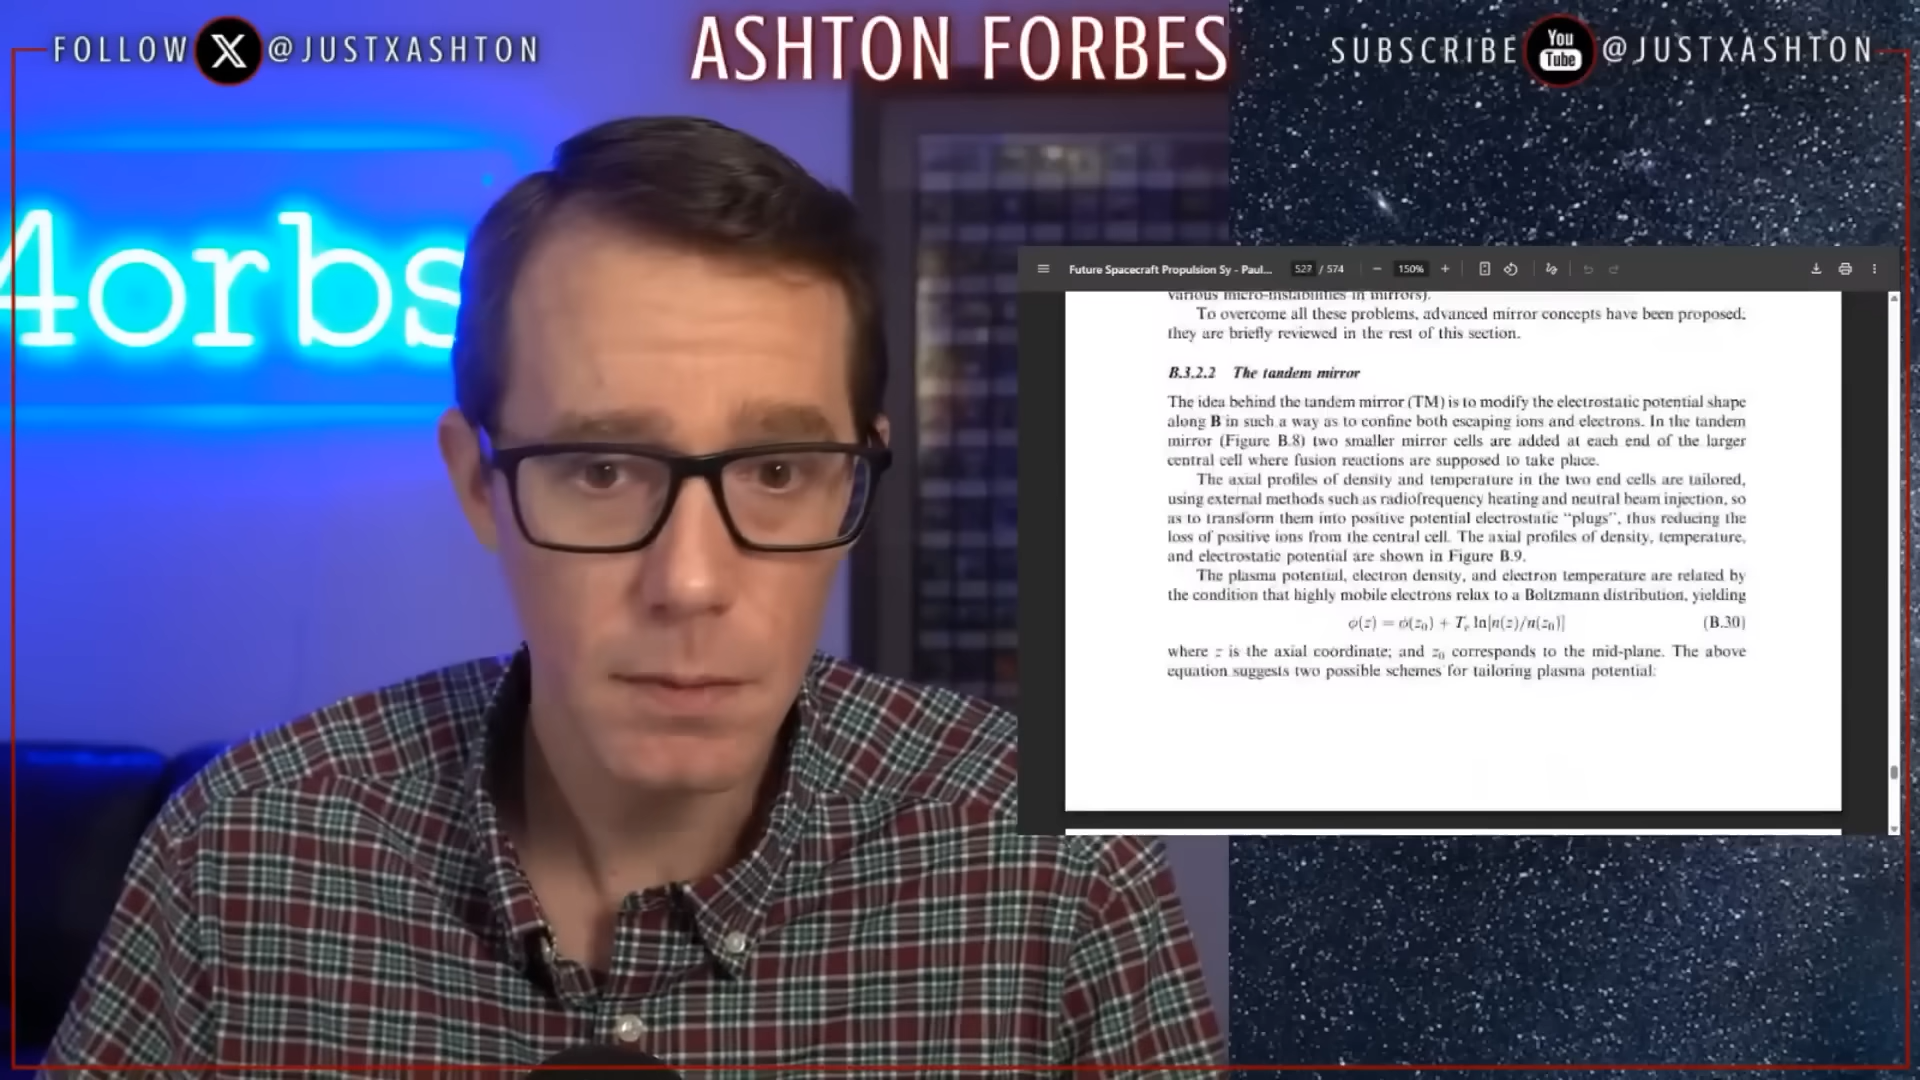 FOLLOW X @JUSTXASHTON
ASHTON FORBES
SUBSCRIBE You Tube @JUSTXASHTON
4orbs
Future Spacecraft Propulsion Sy - Paul... 527 / 574 150%
various micro-instabilities in mirrors).
To overcome all these problems, advanced mirror concepts have been proposed;
they are briefly reviewed in the rest of this section.
B.3.2.2 The tandem mirror
The idea behind the tandem mirror (TM) is to modify the electrostatic potential shape
along B in such a way as to confine both escaping ions and electrons. In the tandem
mirror (Figure B.8) two smaller mirror cells are added at each end of the larger
central cell where fusion reactions are supposed to take place.
The axial profiles of density and temperature in the two end cells are tailored,
using external methods such as radiofrequency heating and neutral beam injection, so
as to transform them into positive potential electrostatic “plugs”, thus reducing the
loss of positive ions from the central cell. The axial profiles of density, temperature,
and electrostatic potential are shown in Figure B.9.
The plasma potential, electron density, and electron temperature are related by
the condition that highly mobile electrons relax to a Boltzmann distribution, yielding
φ(z) = φ(z₀) + Tₑ ln[n(z)/n(z₀)] (B.30)
where z is the axial coordinate; and z₀ corresponds to the mid-plane. The above
equation suggests two possible schemes for tailoring plasma potential: